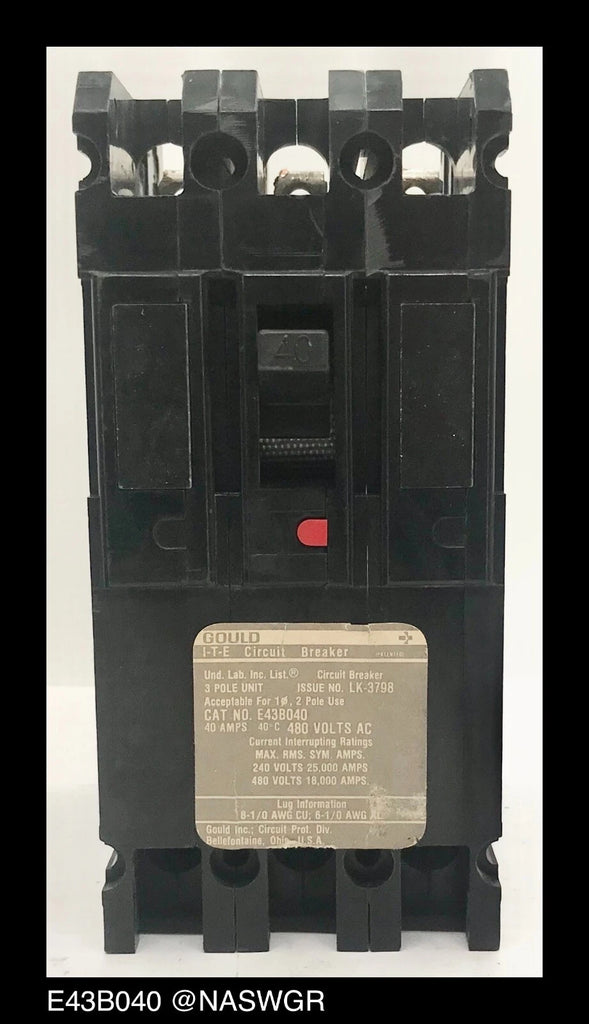 40
GOULD
I-T-E Circuit Breaker (PATENTED)
Und. Lab. Inc. List.® Circuit Breaker
3 POLE UNIT ISSUE NO. LK-3798
Acceptable For 1ø, 2 Pole Use
CAT NO. E43B040
40 AMPS 40°C 480 VOLTS AC
Current Interrupting Ratings
MAX. RMS. SYM. AMPS.
240 VOLTS 25,000 AMPS
480 VOLTS 18,000 AMPS.
Lug Information
8-1/0 AWG CU; 6-1/0 AWG AL
Gould Inc.; Circuit Prot. Div.
Bellefontaine, Ohio U.S.A.
E43B040 @NASWGR